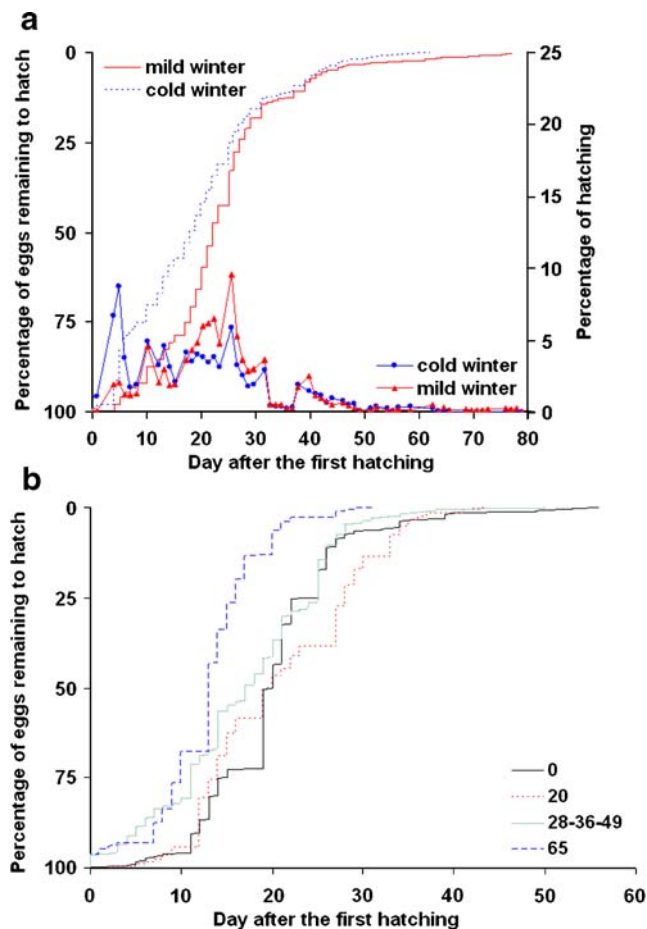 a
Percentage of eggs remaining to hatch
0
25
50
75
100
mild winter
cold winter
25
20
15
10
5
0
Percentage of hatching
cold winter
mild winter
0 10 20 30 40 50 60 70 80
Day after the first hatching
b
Percentage of eggs remaining to hatch
0
25
50
75
100
0
20
28-36-49
65
0 10 20 30 40 50 60
Day after the first hatching